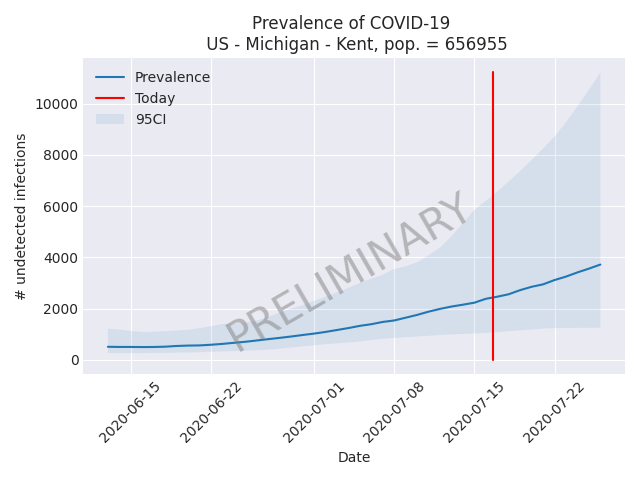 Prevalence of COVID-19
US - Michigan - Kent, pop. = 656955
Prevalence
Today
95CI
# undetected infections
10000
8000
6000
4000
2000
0
PRELIMINARY
2020-06-15
2020-06-22
2020-07-01
2020-07-08
2020-07-15
2020-07-22
Date